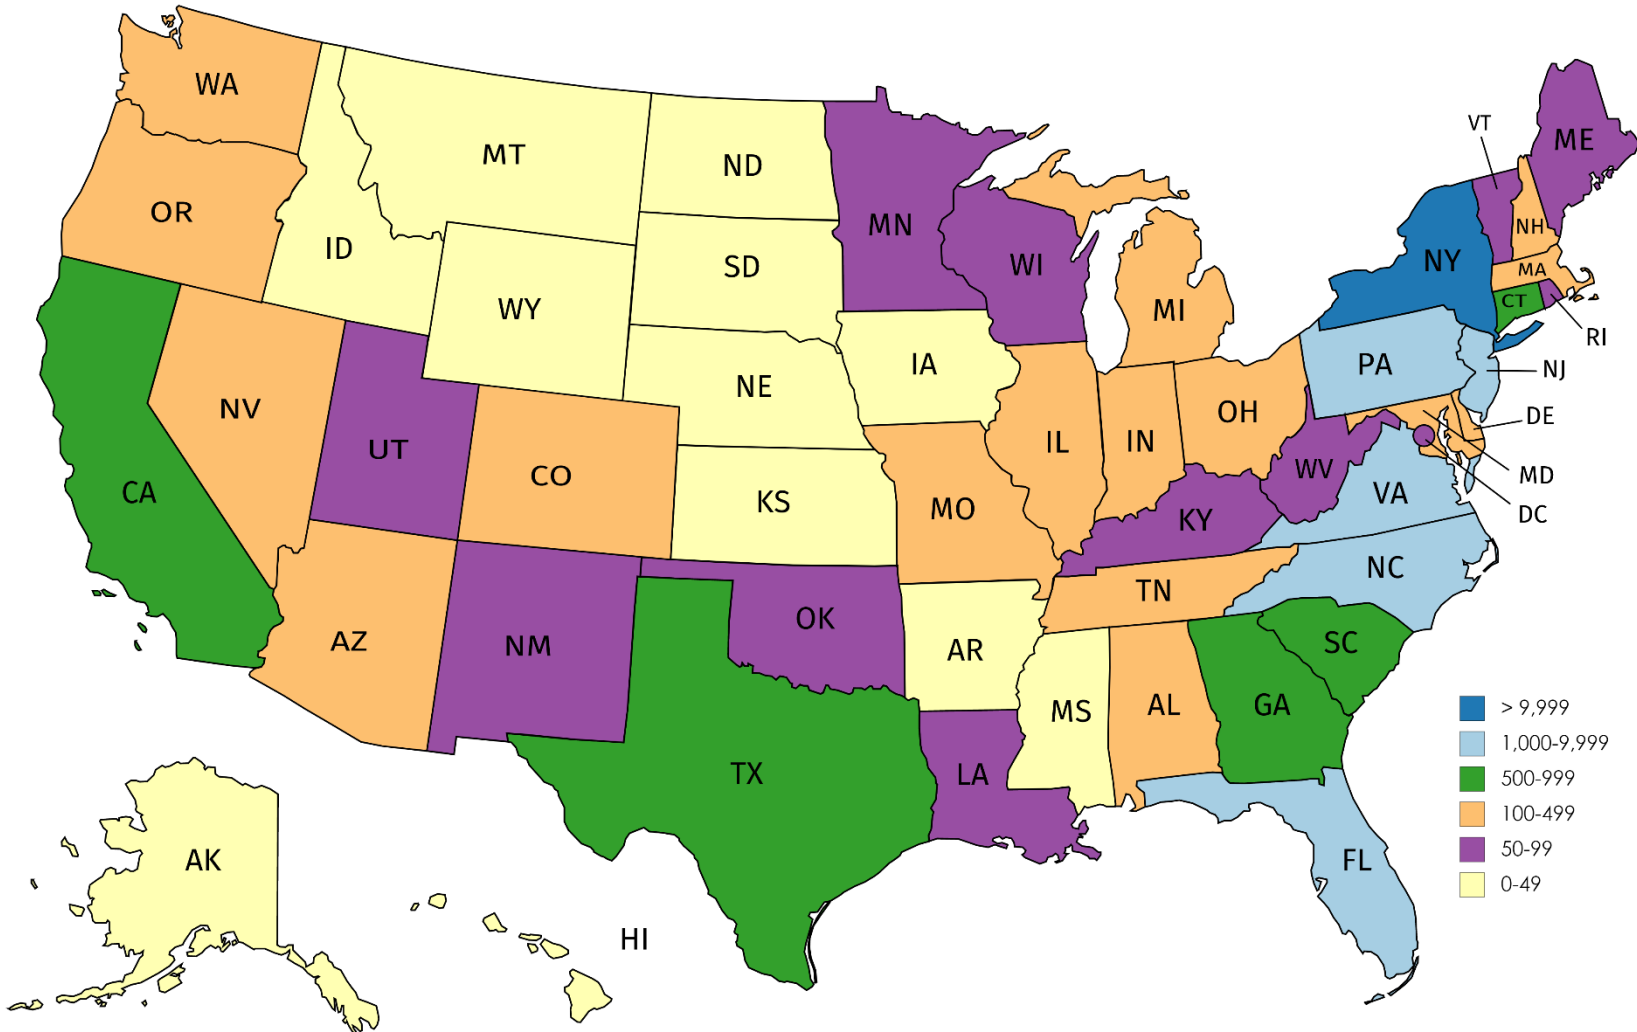 WA
MT
ND
VT
ME
OR
MN
NH
ID
SD
WI
NY
MA
WY
MI
CT
RI
IA
PA
NJ
NE
NV
OH
DE
UT
IL
IN
CO
WV
MD
CA
KS
MO
VA
DC
KY
NC
TN
OK
AZ
NM
AR
SC
MS
AL
GA
TX
LA
> 9,999
1,000-9,999
500-999
100-499
50-99
0-49
AK
FL
HI